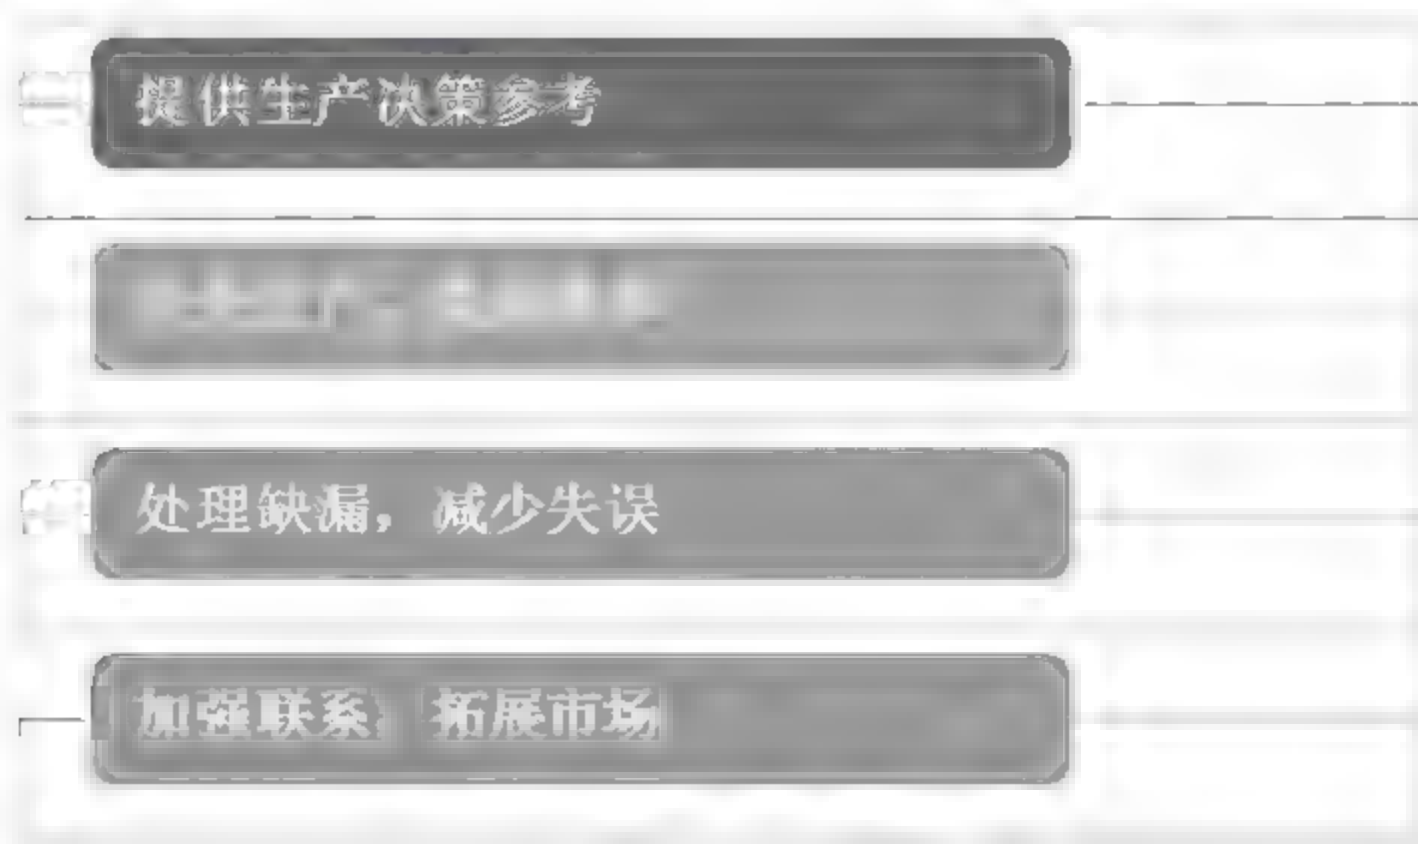 提供生产决策参考
处理缺漏，减少失误
加强联系，拓展市场